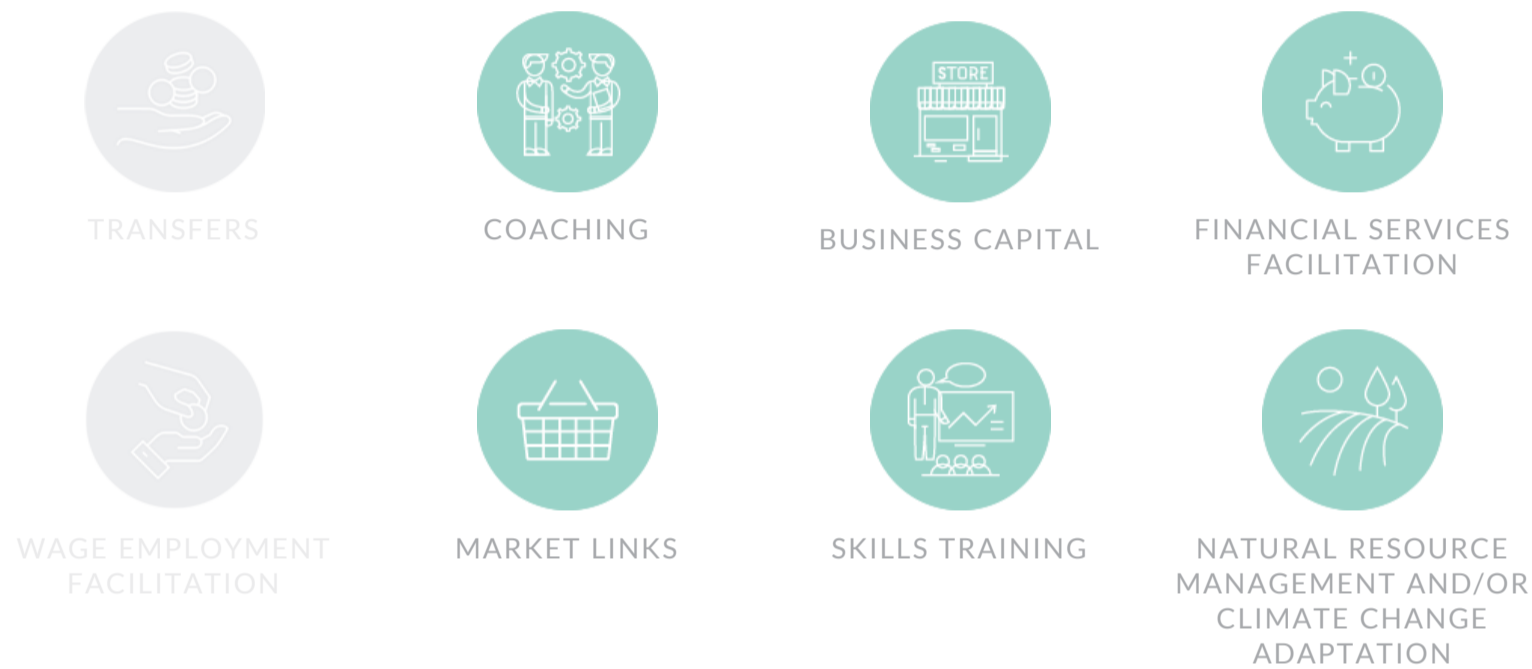 STORE
TRANSFERS
COACHING
BUSINESS CAPITAL
FINANCIAL SERVICES
FACILITATION
WAGE EMPLOYMENT
FACILITATION
MARKET LINKS
SKILLS TRAINING
NATURAL RESOURCE
MANAGEMENT AND/OR
CLIMATE CHANGE
ADAPTATION